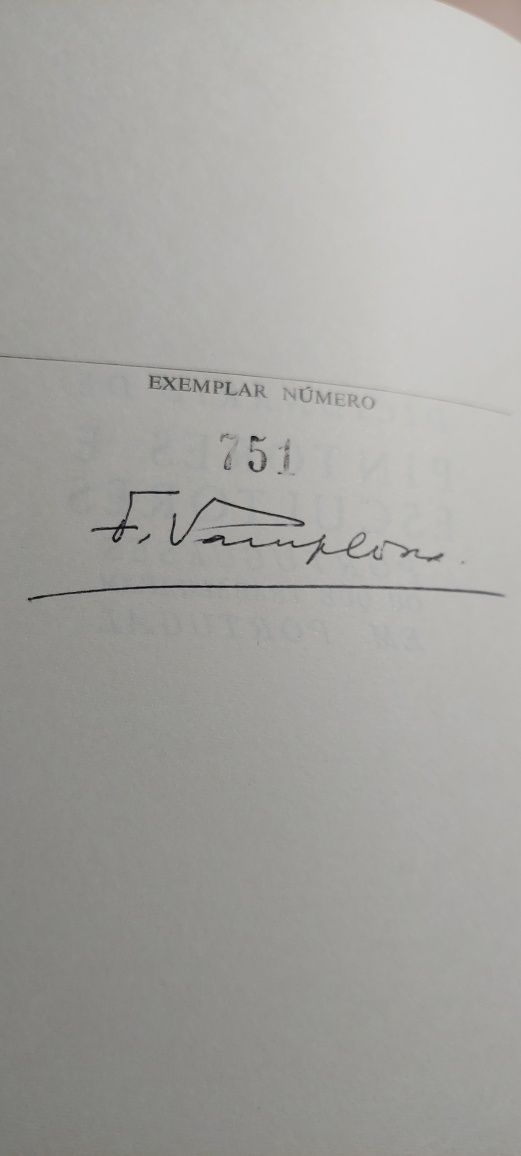 EXEMPLAR NÚMERO
751
F. Pamplona.